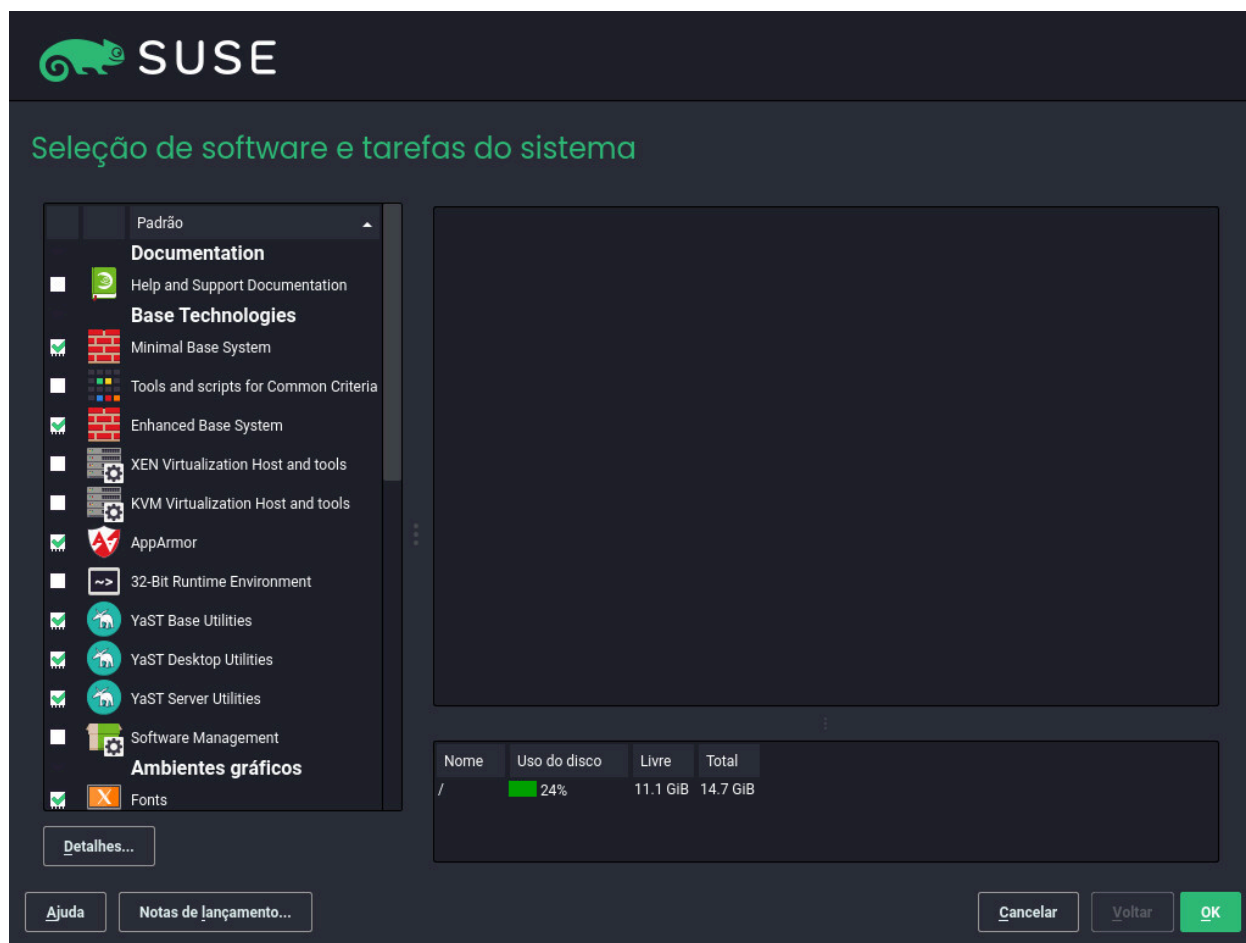 SUSE
Seleção de software e tarefas do sistema
Padrão
Documentation
Help and Support Documentation
Base Technologies
Minimal Base System
Tools and scripts for Common Criteria
Enhanced Base System
XEN Virtualization Host and tools
KVM Virtualization Host and tools
AppArmor
32-Bit Runtime Environment
YaST Base Utilities
YaST Desktop Utilities
YaST Server Utilities
Software Management
Ambientes gráficos
Fonts
Nome Uso do disco Livre Total
/ 24% 11.1 GiB 14.7 GiB
Detalhes...
Ajuda Notas de lançamento... Cancelar Voltar OK